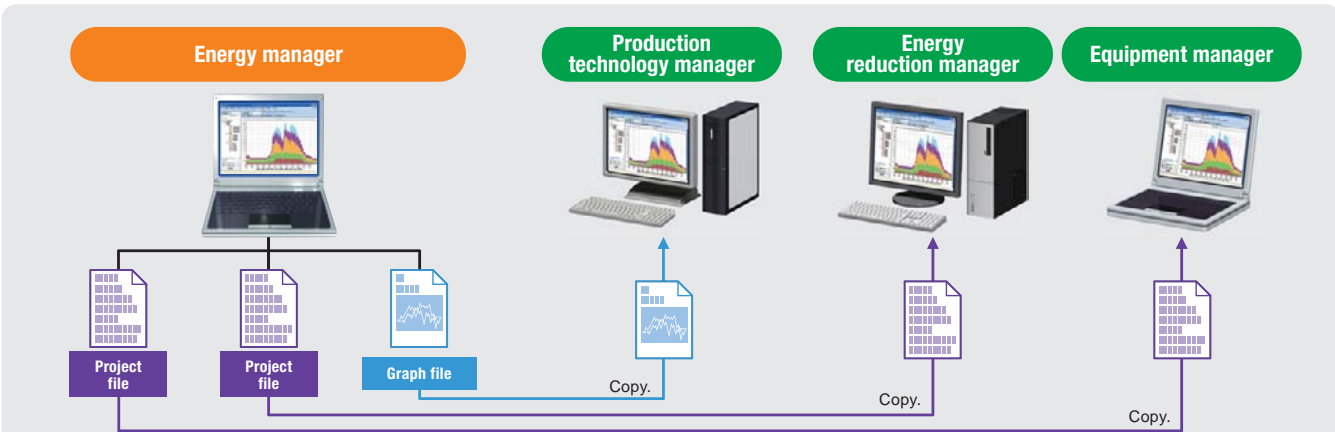 Energy manager
Production
technology manager
Energy
reduction manager
Equipment manager
Project
file
Project
file
Graph file
Copy.
Copy.
Copy.